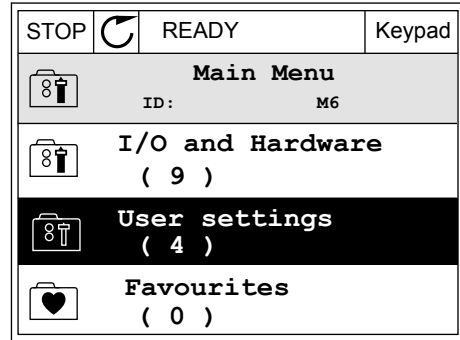 STOP READY Keypad
Main Menu
ID: M6
I/O and Hardware
( 9 )
User settings
( 4 )
Favourites
( 0 )